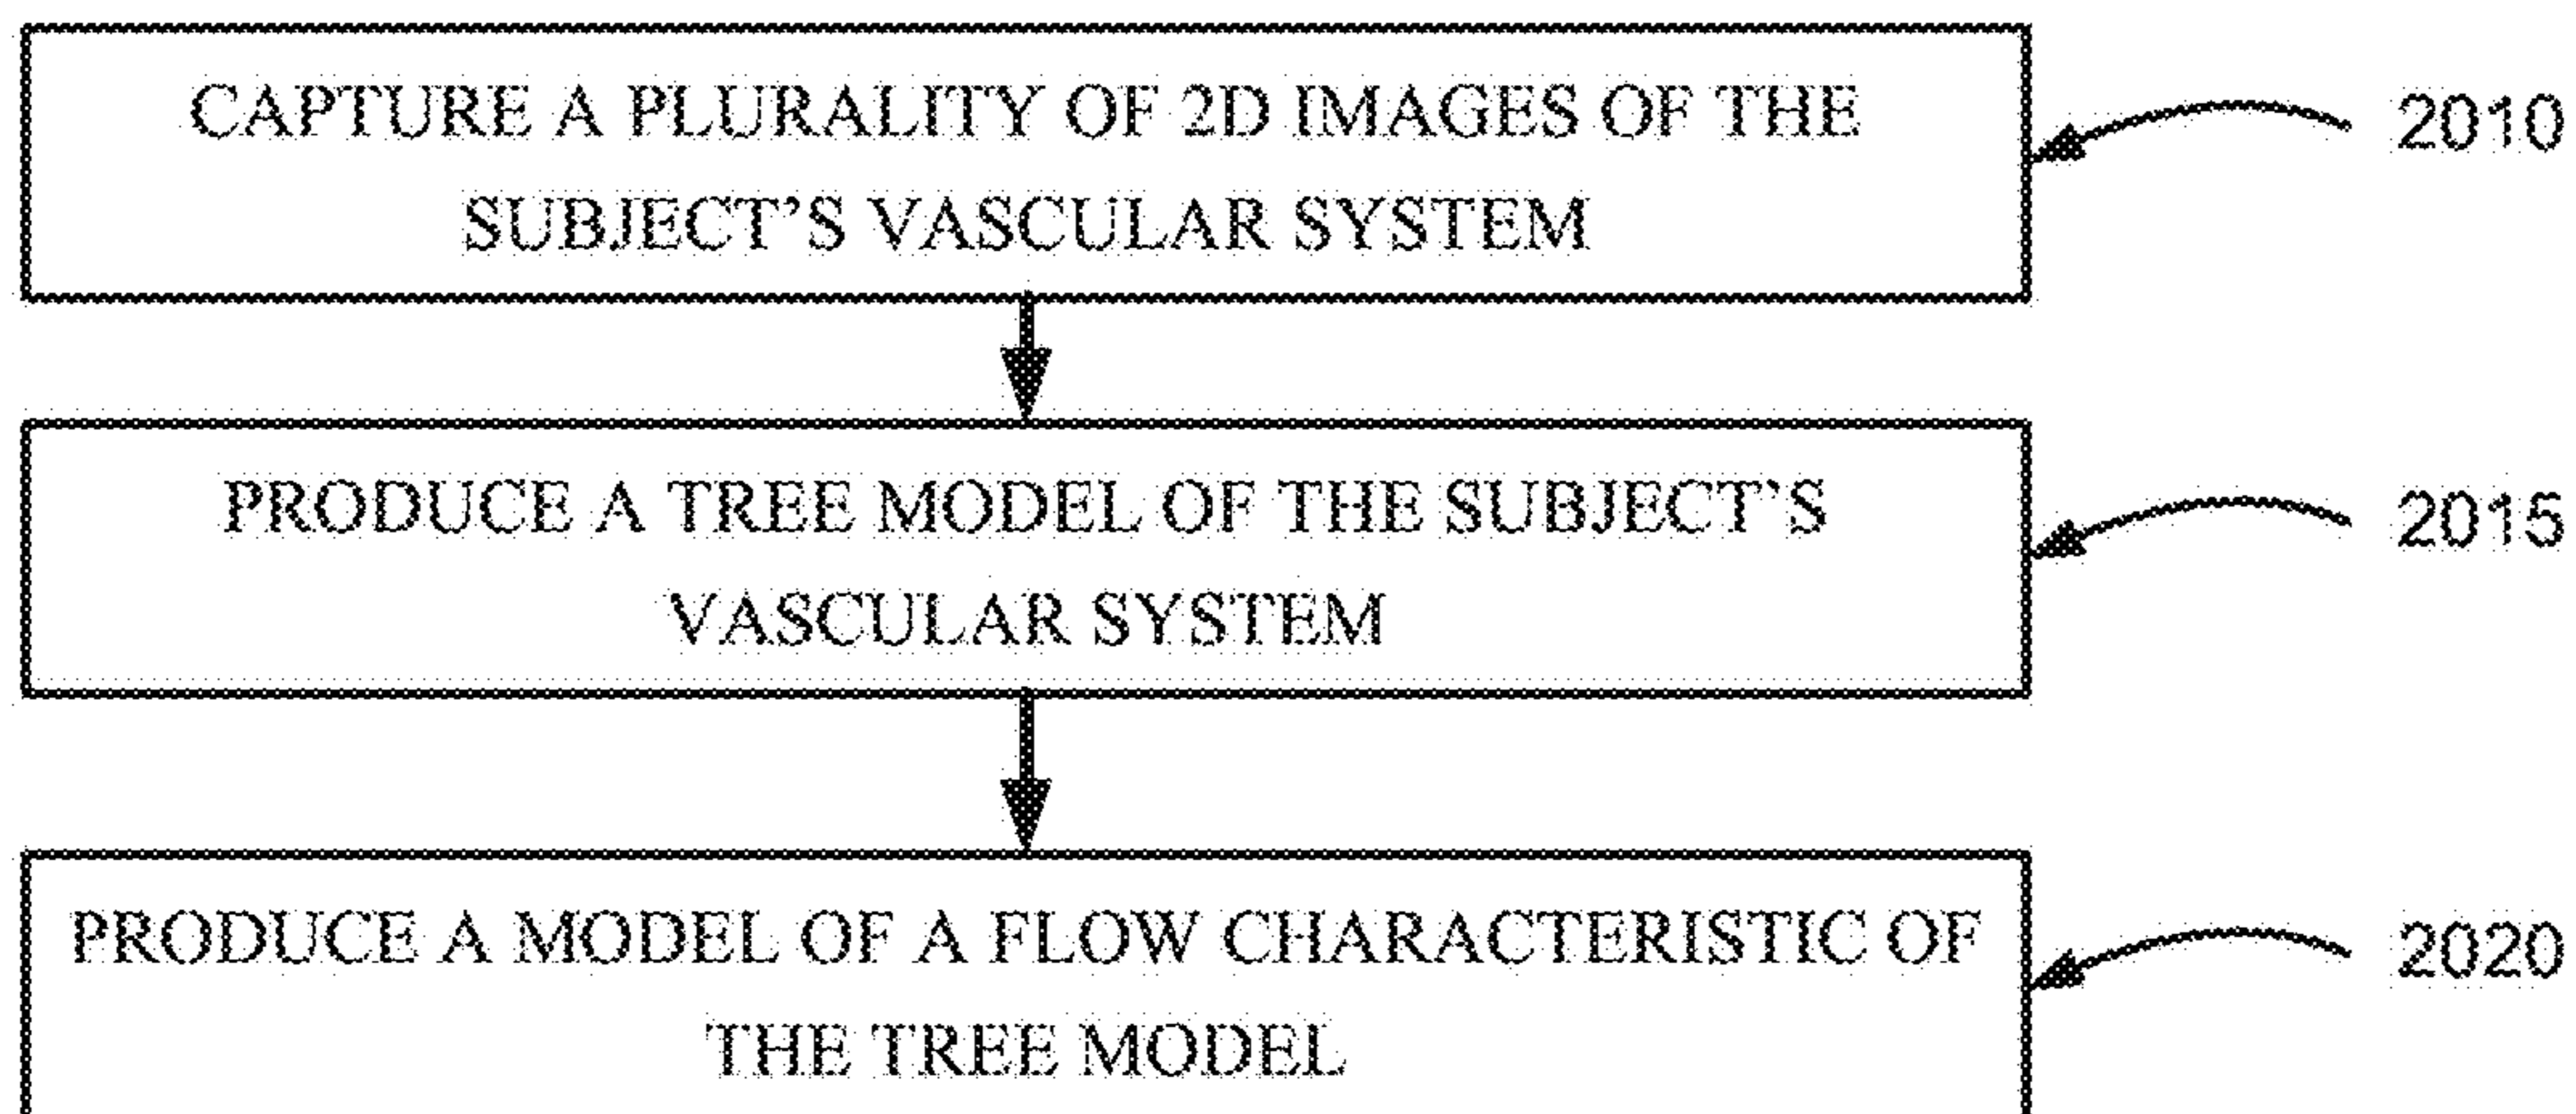 CAPTURE A PLURALITY OF 2D IMAGES OF THE
SUBJECT'S VASCULAR SYSTEM
2010
PRODUCE A TREE MODEL OF THE SUBJECT'S
VASCULAR SYSTEM
2015
PRODUCE A MODEL OF A FLOW CHARACTERISTIC OF
THE TREE MODEL
2020